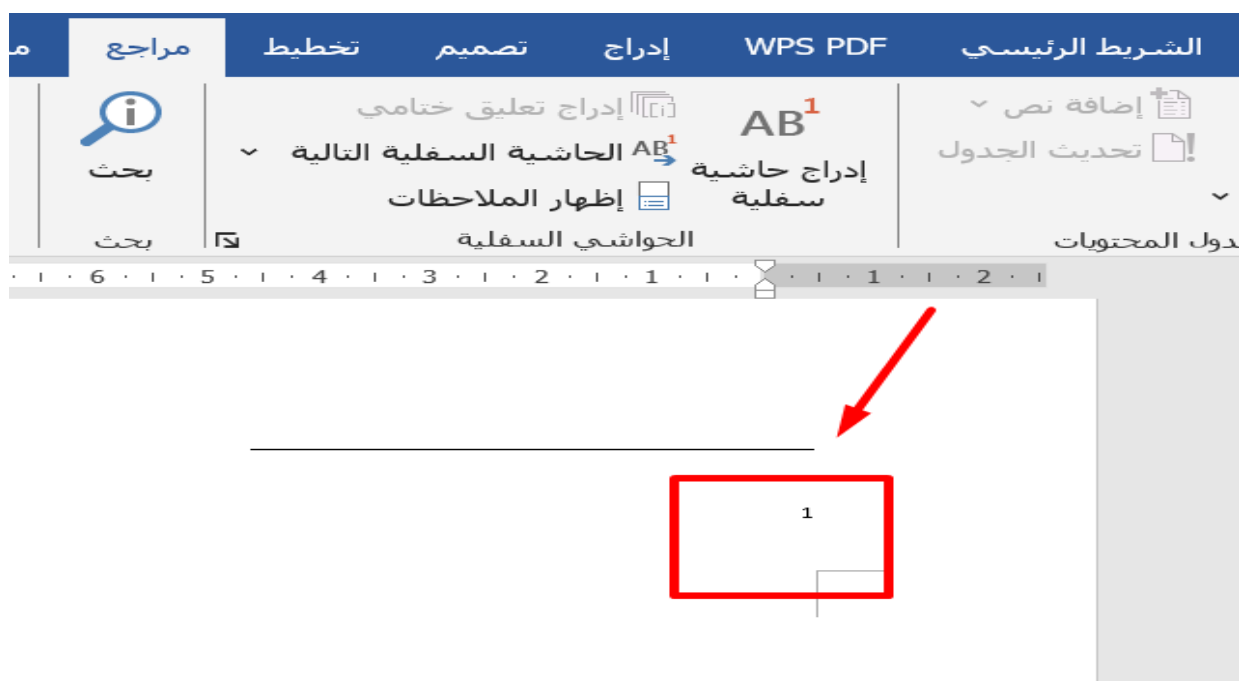 الشريط الرئيسي WPS PDF إدراج تصميم تخطيط مراجع
إضافة نص
تحديث الجدول
دول المحتويات
AB1
إدراج حاشية
سفلية
إدراج تعليق ختامي
AB1 الحاشية السفلية التالية
إظهار الملاحظات
الحواشي السفلية
بحث
بحث
2 1 1 2 3 4 5 6
1